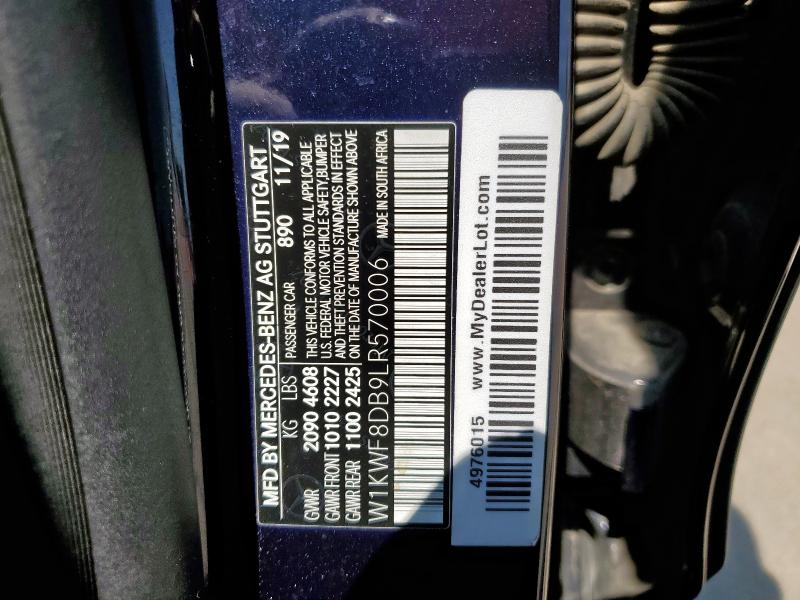 MFD BY MERCEDES-BENZ AG STUTTGART
KG LBS PASSENGER CAR 890 11/19
GVWR 2090 4608 THIS VEHICLE CONFORMS TO ALL APPLICABLE
GAWR FRONT 1010 2227 U.S. FEDERAL MOTOR VEHICLE SAFETY, BUMPER
AND THEFT PREVENTION STANDARDS IN EFFECT
GAWR REAR 1100 2425 ON THE DATE OF MANUFACTURE SHOWN ABOVE
W1KWF8DB9LR570006 MADE IN SOUTH AFRICA
4976015 www.MyDealerLot.com